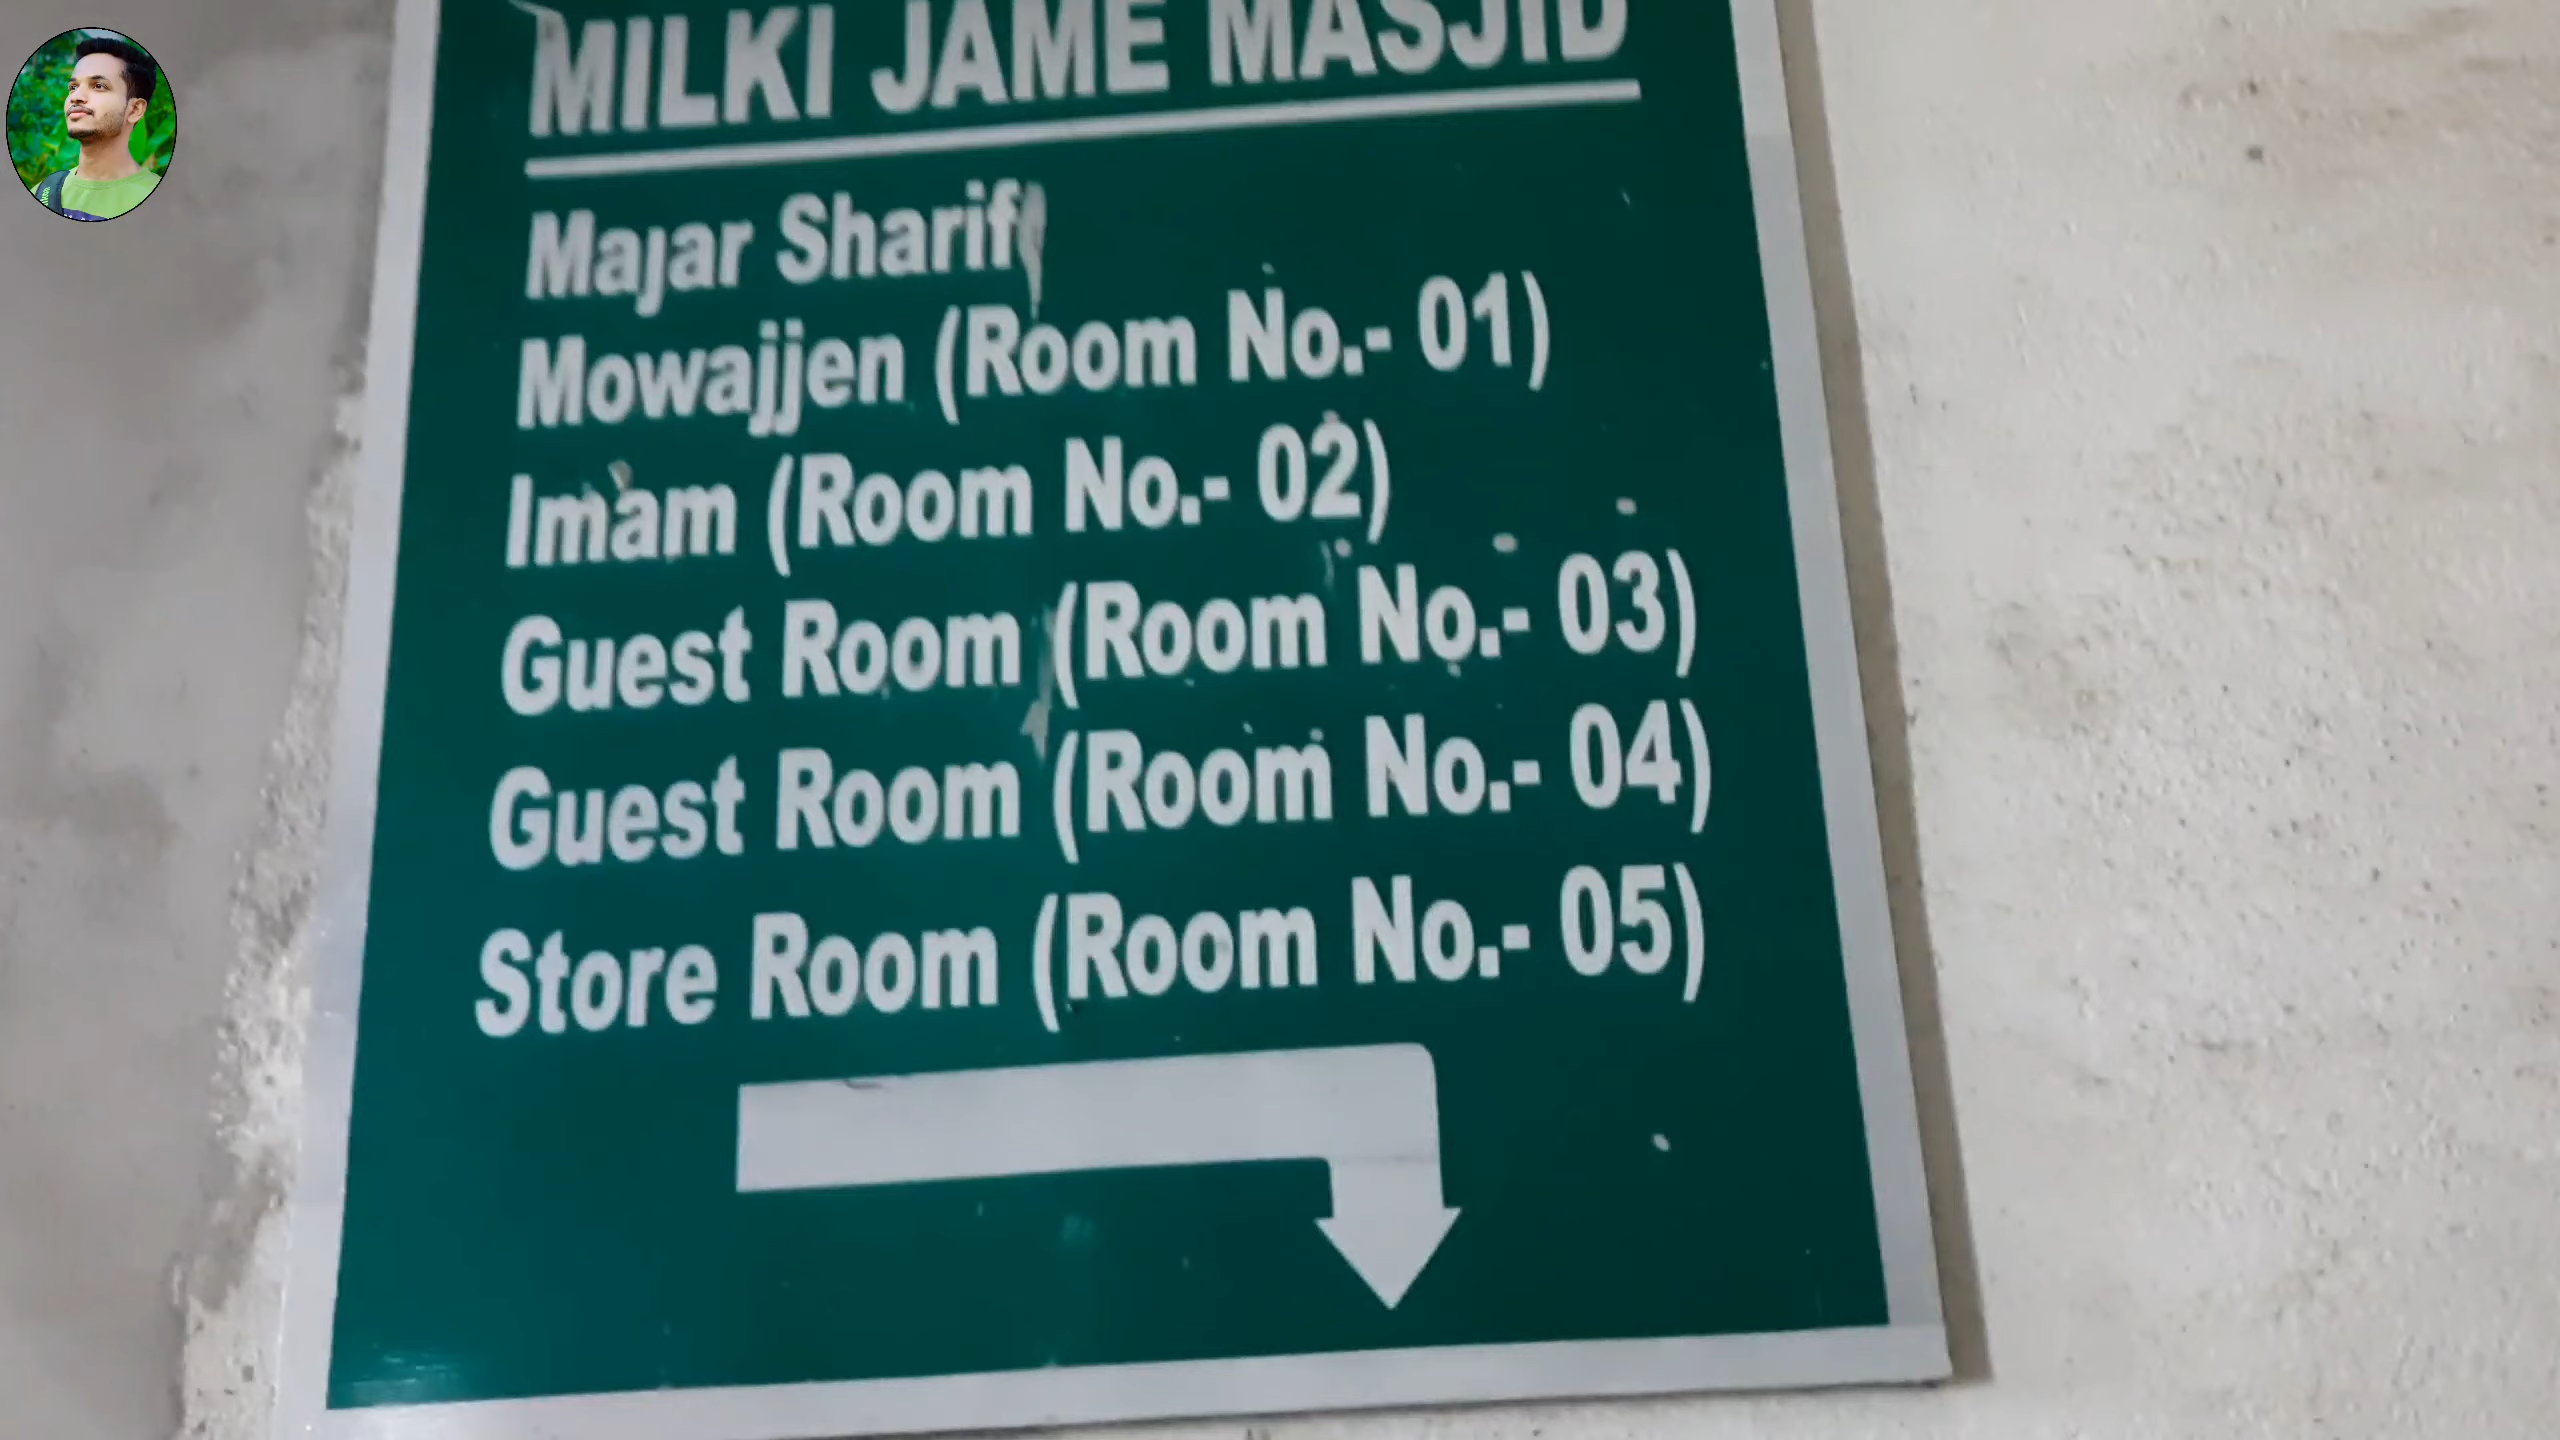 MILKI JAME MASJID
Majar Sharif
Mowajjen (Room No.- 01)
Imam (Room No.- 02)
Guest Room (Room No.- 03)
Guest Room (Room No.- 04)
Store Room (Room No.- 05)